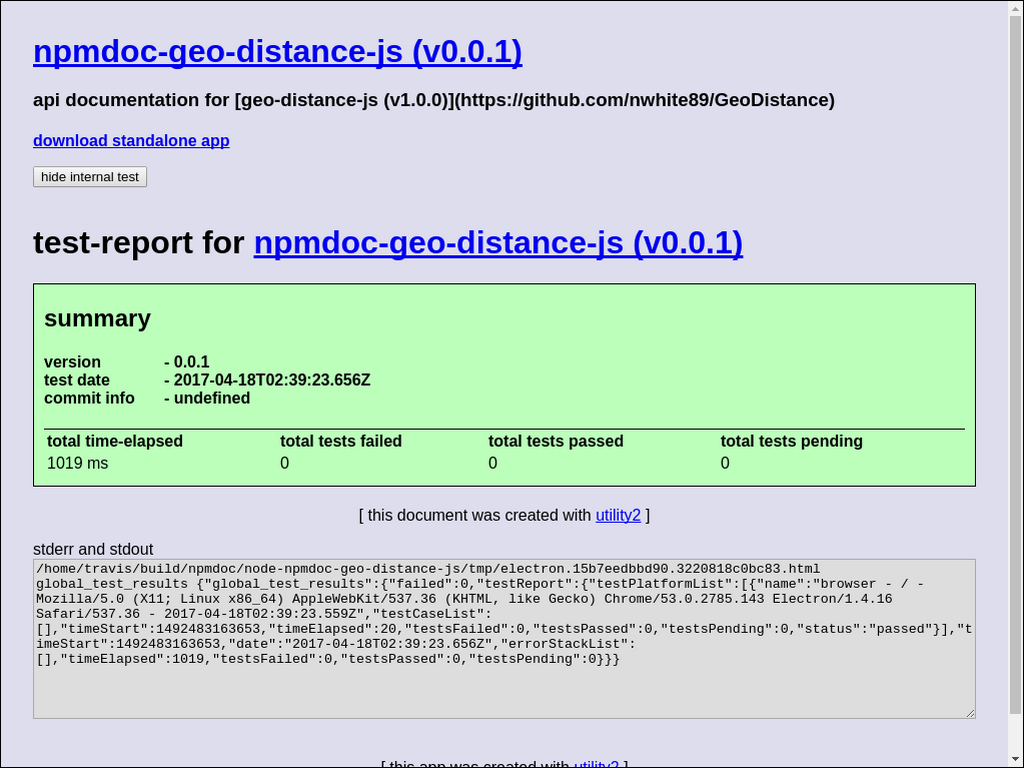 npmdoc-geo-distance-js (v0.0.1)
api documentation for [geo-distance-js (v1.0.0)](https://github.com/nwhite89/GeoDistance)
download standalone app
hide internal test
test-report for npmdoc-geo-distance-js (v0.0.1)
summary
version - 0.0.1
test date - 2017-04-18T02:39:23.656Z
commit info - undefined
total time-elapsed total tests failed total tests passed total tests pending
1019 ms 0 0 0
[ this document was created with utility2 ]
stderr and stdout
/home/travis/build/npmdoc/node-npmdoc-geo-distance-js/tmp/electron.15b7eedbbd90.3220818c0bc83.html
global_test_results {"global_test_results":{"failed":0,"testReport":{"testPlatformList":[{"name":"browser - / -
Mozilla/5.0 (X11; Linux x86_64) AppleWebKit/537.36 (KHTML, like Gecko) Chrome/53.0.2785.143 Electron/1.4.16
Safari/537.36 - 2017-04-18T02:39:23.559Z","testCaseList":
[],"timeStart":1492483163653,"timeElapsed":20,"testsFailed":0,"testsPassed":0,"testsPending":0,"status":"passed"}],"t
imeStart":1492483163653,"date":"2017-04-18T02:39:23.656Z","errorStackList":
[],"timeElapsed":1019,"testsFailed":0,"testsPassed":0,"testsPending":0}}}
[ this app was created with utility2 ]